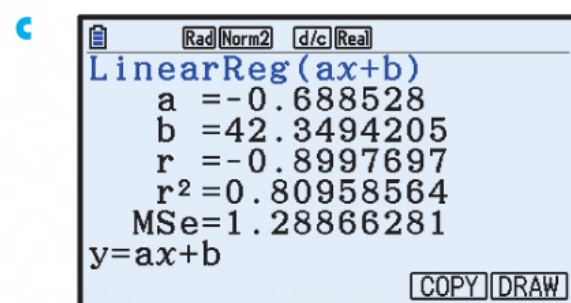 c
Rad Norm2 d/c Real
LinearReg(ax+b)
a =-0.688528
b =42.3494205
r =-0.8997697
r²=0.80958564
MSe=1.28866281
y=ax+b
COPY DRAW